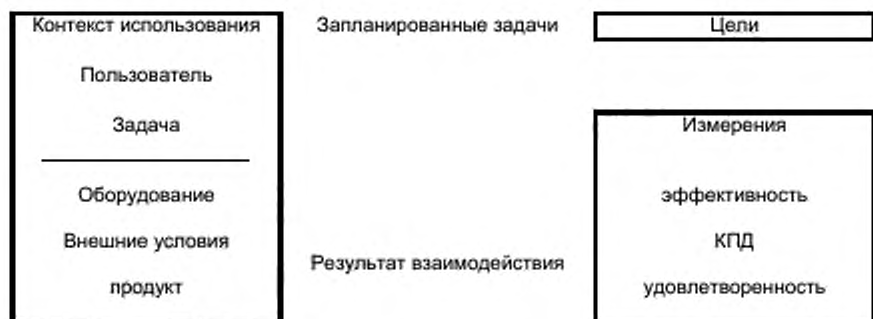 Контекст использования
Пользователь
Задача
Оборудование
Внешние условия
продукт
Запланированные задачи
Результат взаимодействия
Цели
Измерения
эффективность
КПД
удовлетворенность